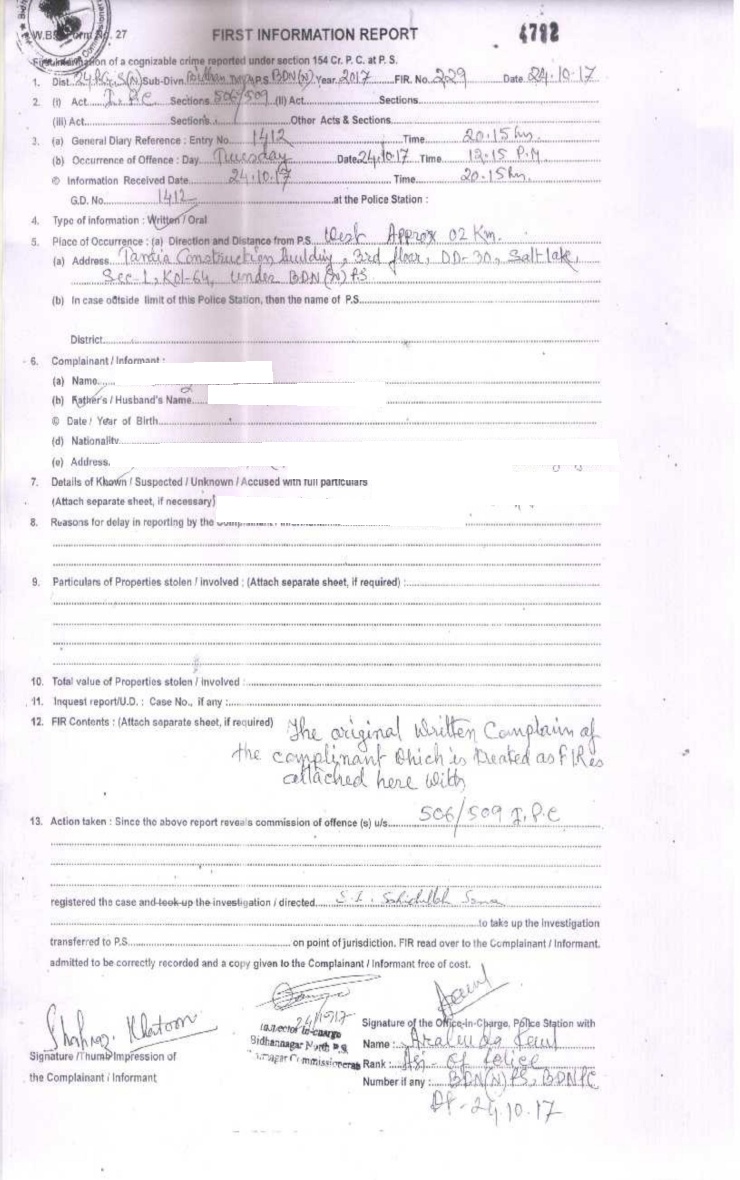 W.B. Form No. 27
FIRST INFORMATION REPORT 4792
First Information of a cognizable crime reported under section 154 Cr. P. C. at P. S.
1. Dist. 24 PGS(N) Sub-Divn. Bidhan nagar P.S BDN(N) Year 2017 FIR. No. 229 Date 24.10.17
2. (i) Act I.P.C Sections 506/509 (II) Act Sections
(iii) Act Sections Other Acts & Sections
3. (a) General Diary Reference : Entry No. 1412 Time 20.15 hrs.
(b) Occurrence of Offence : Day Thursday Date 24.10.17 Time 12.15 P.M
© Information Received Date 24.10.17 Time 20.15 hrs.
G.D. No. 1412 at the Police Station :
4. Type of information : Written / Oral
5. Place of Occurrence : (a) Direction and Distance from P.S. West Approx 02 Km.
(a) Address Tantia Construction building, 3rd floor, DD-30, Salt lake,
Sec-1, Kol-64, under BDN(N) P.S
(b) In case outside limit of this Police Station, then the name of P.S.
District
6. Complainant / Informant :
(a) Name
(b) Father's / Husband's Name
© Date / Year of Birth
(d) Nationality
(e) Address.
7. Details of Known / Suspected / Unknown / Accused with full particulars
(Attach separate sheet, if necessary)
8. Reasons for delay in reporting by the
9. Particulars of Properties stolen / involved : (Attach separate sheet, if required) :
10. Total value of Properties stolen / involved :
11. Inquest report/U.D. : Case No., if any :
12. FIR Contents : (Attach separate sheet, if required) The original Written Complain of
the complinant which is treated as FIR is
attached here with
13. Action taken : Since the above report reveals commission of offence (s) u/s. 506/509 I.P.C
registered the case and took up the investigation / directed S.I.
to take up the investigation
transferred to P.S. on point of jurisdiction. FIR read over to the Complainant / Informant.
admitted to be correctly recorded and a copy given to the Complainant / Informant free of cost.
Shahnaz Khatoon
24/10/17
Inspector In-charge
Bidhannagar North P.S.
Signature / Thumb Impression of
the Complainant / Informant
Signature of the Office-In-Charge, Police Station with
Name :
Rank : ASI of Police
Number if any : BDN(N) PS, BDNPC
Dt - 24.10.17